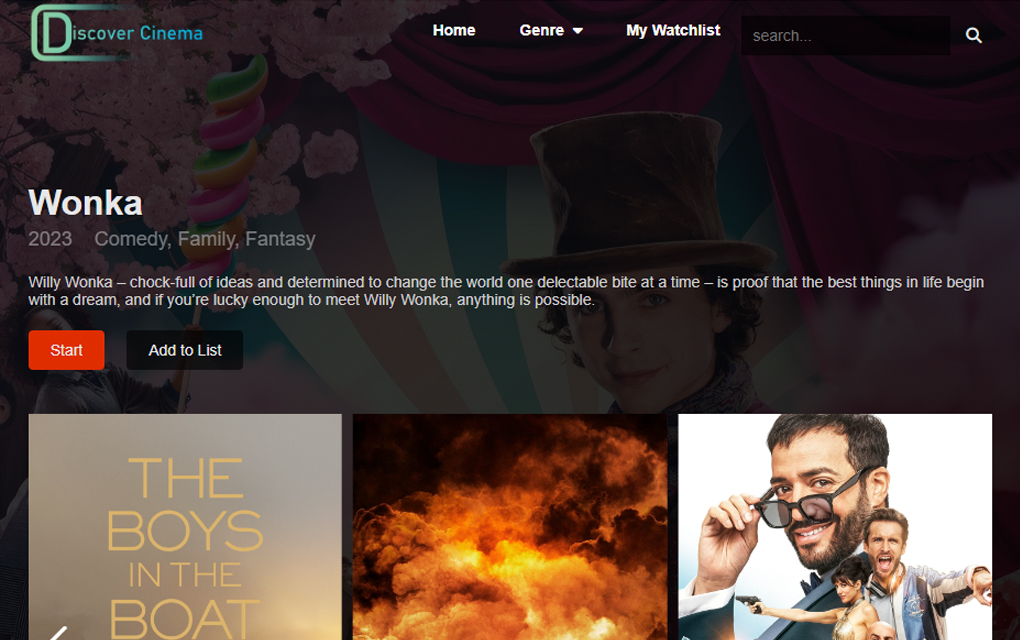 Discover Cinema
Home Genre My Watchlist search...
Wonka
2023 Comedy, Family, Fantasy
Willy Wonka – chock-full of ideas and determined to change the world one delectable bite at a time – is proof that the best things in life begin
with a dream, and if you’re lucky enough to meet Willy Wonka, anything is possible.
Start Add to List
THE
BOYS
IN THE
BOAT